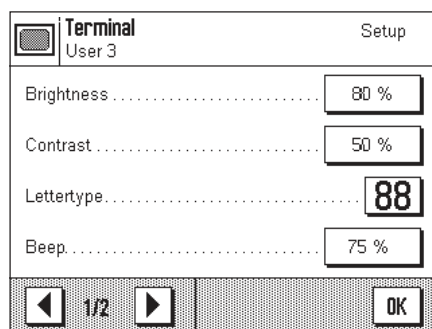 Terminal Setup
User 3
Brightness........................... 80 %
Contrast............................. 50 %
Lettertype.............................. 88
Beep................................. 75 %
1/2 OK